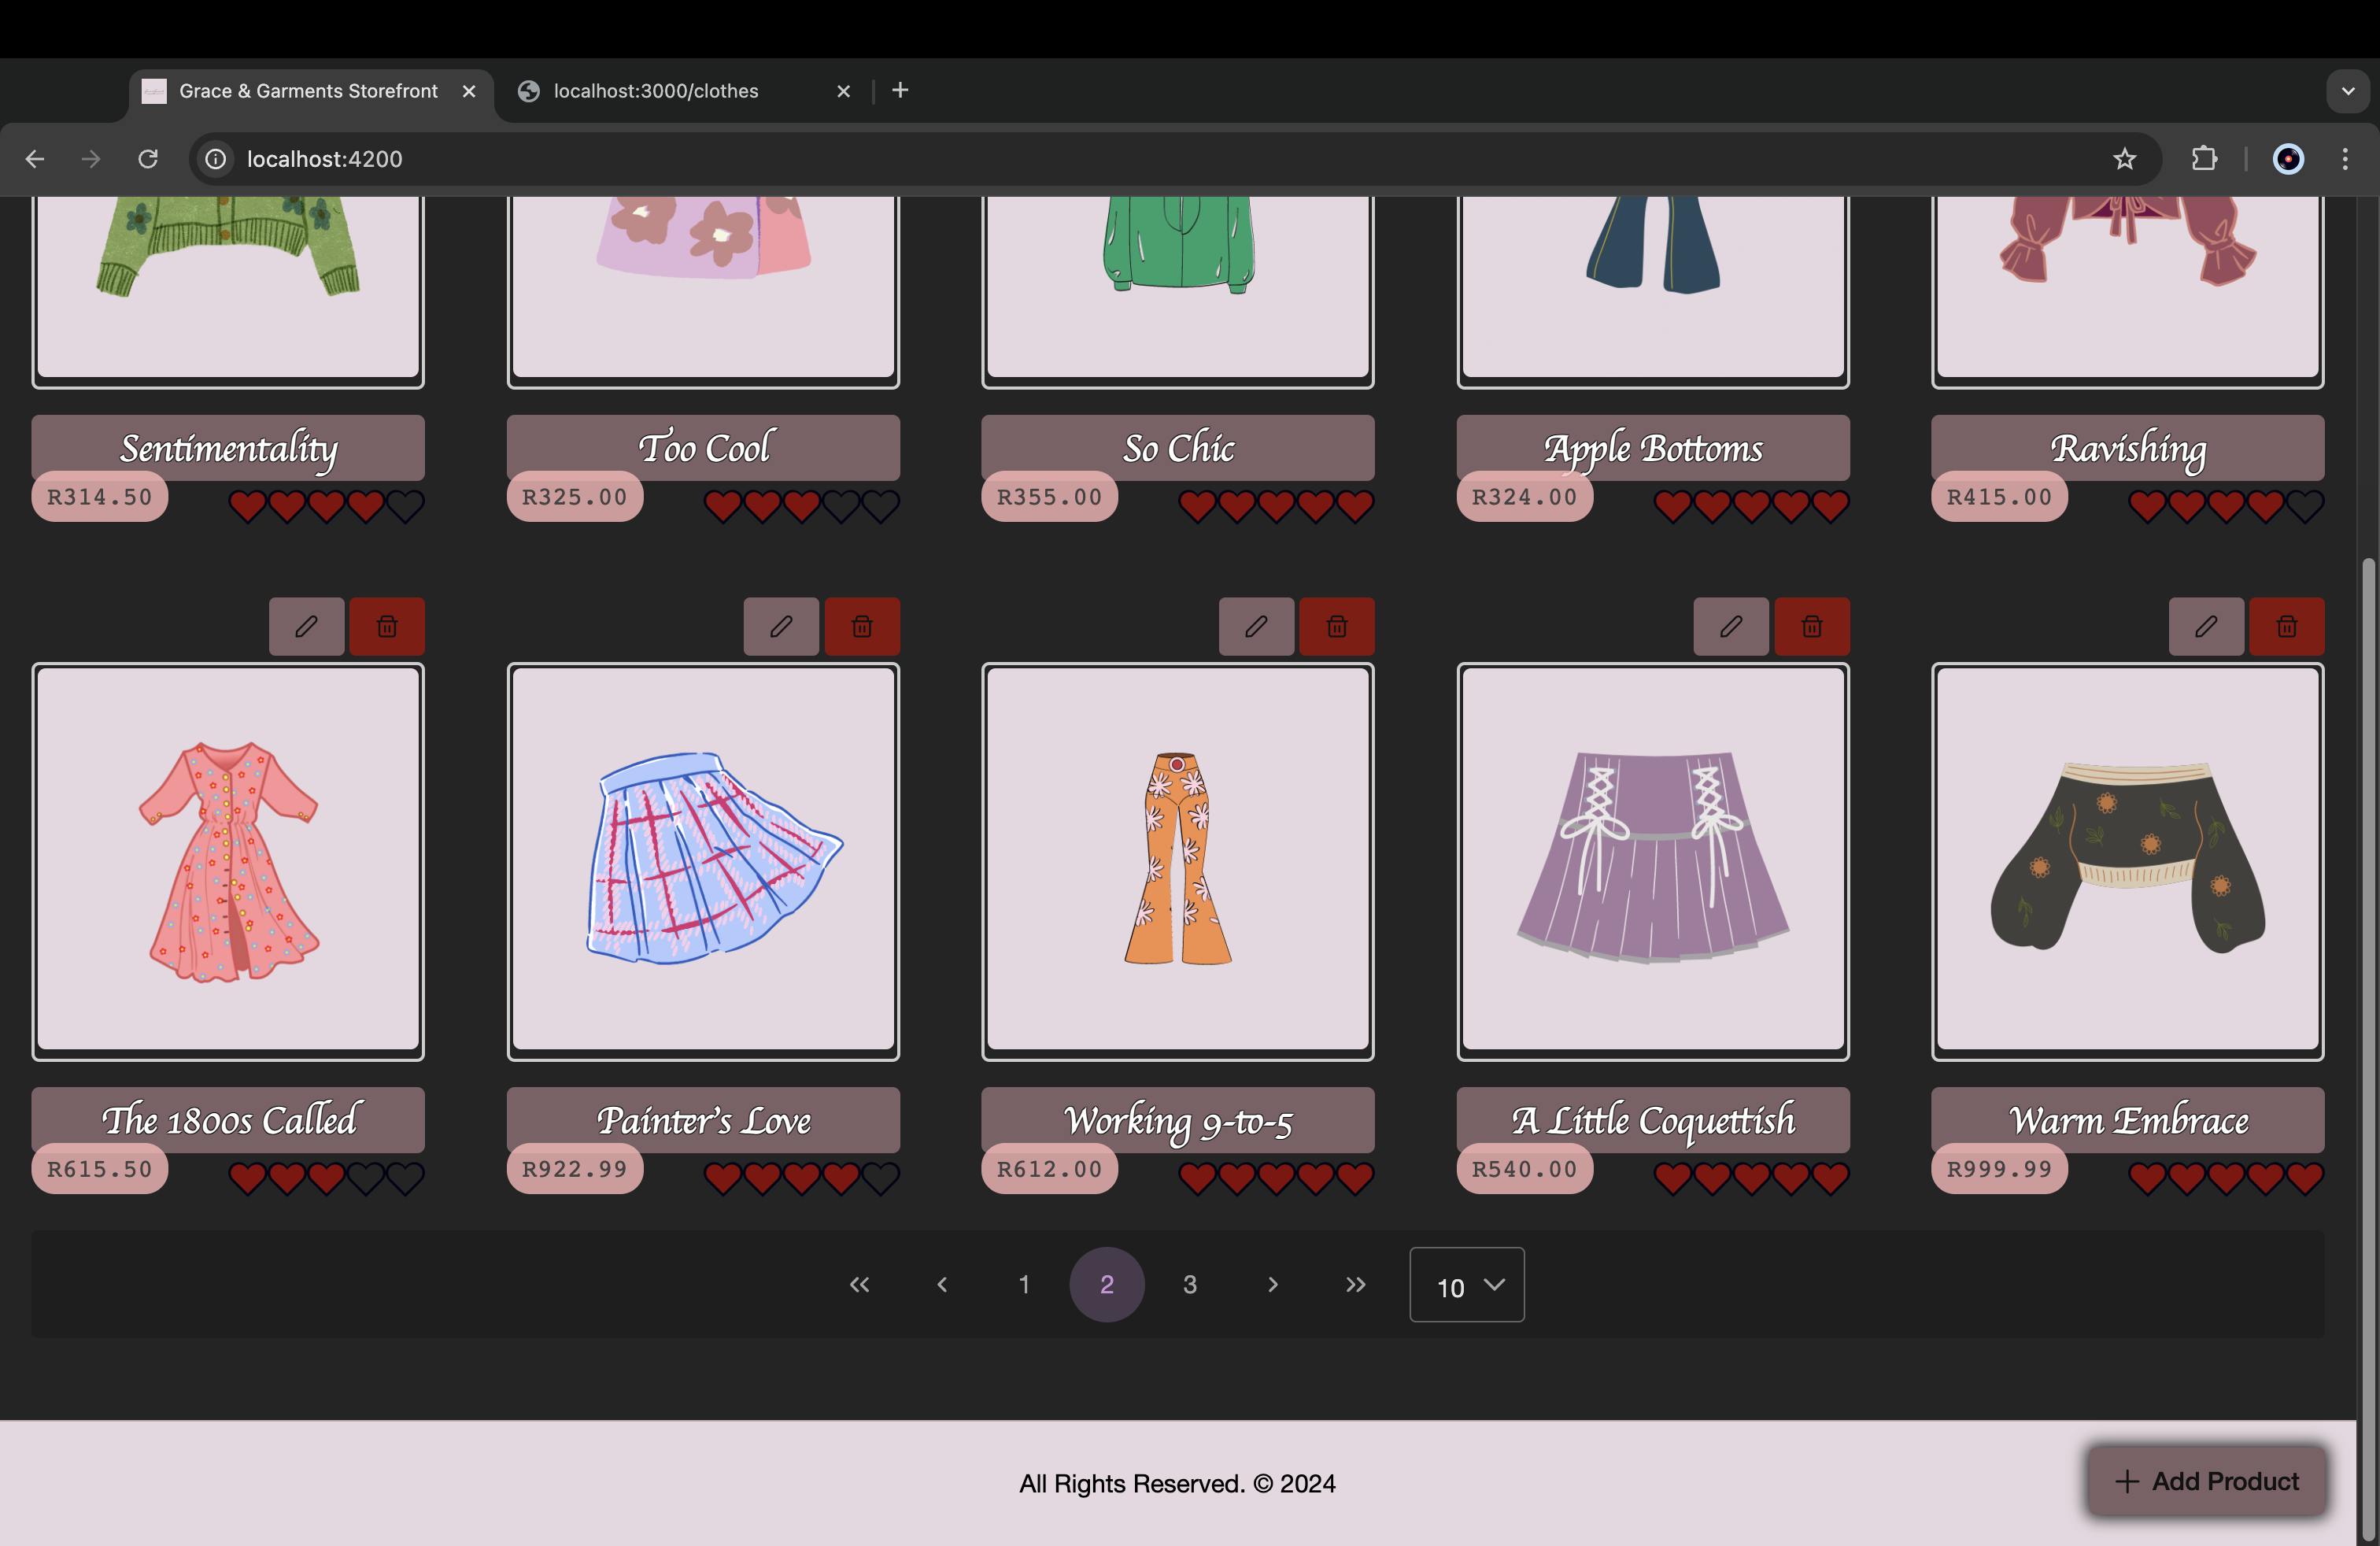 Grace & Garments Storefront
localhost:3000/clothes
localhost:4200
Sentimentality
Too Cool
So Chic
Apple Bottoms
Ravishing
R314.50
R325.00
R355.00
R324.00
R415.00
The 1800s Called
Painter's Love
Working 9-to-5
A Little Coquettish
Warm Embrace
R615.50
R922.99
R612.00
R540.00
R999.99
1 2 3 10
All Rights Reserved. © 2024
Add Product